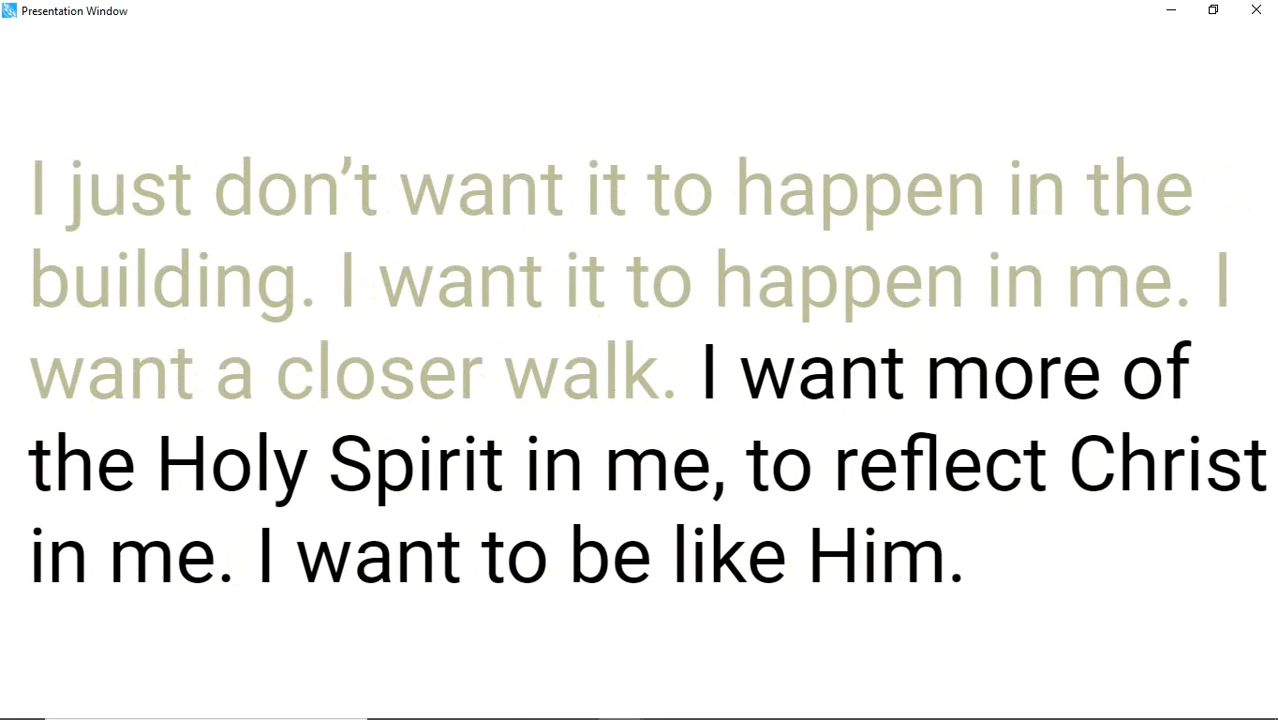 Presentation Window
I just don’t want it to happen in the
building. I want it to happen in me. I
want a closer walk. I want more of
the Holy Spirit in me, to reflect Christ
in me. I want to be like Him.